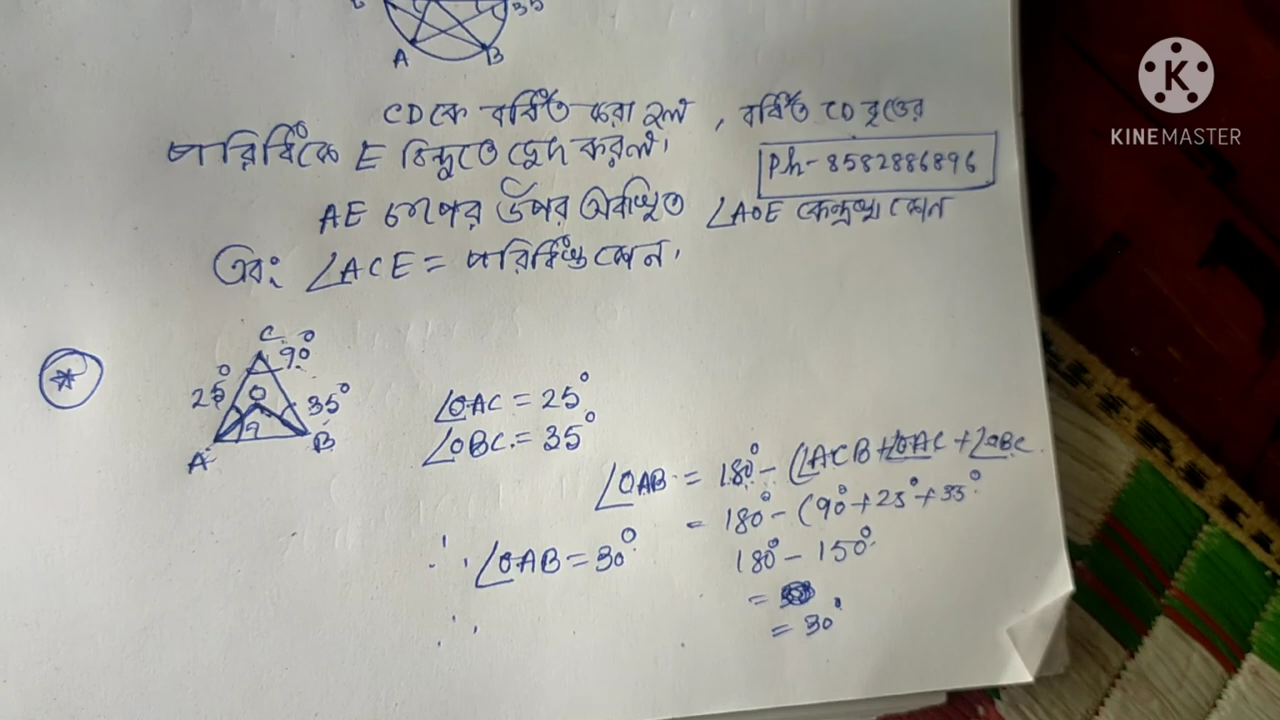 35
A B
CD কে বর্ধিত করা হল , বর্ধিত CD বৃত্তের
পরিধিকে E বিন্দুতে ছেদ করল।
Ph- 8582886896
AE চাপের উপর অবস্থিত ∠AOE কেন্দ্রস্থ কোন
এবং ∠ACE = পরিধিস্থ কোন।
C
90°
25°
O
35°
?
A
B
∠OAC = 25°
∠OBC = 35°
∠OAB = 180° - (∠ACB + ∠OAC + ∠OBC
= 180° - (90° + 25° + 35°
∴ ∠OAB = 30°
180° - 150°
=
= 30°
∴
K
KINEMASTER